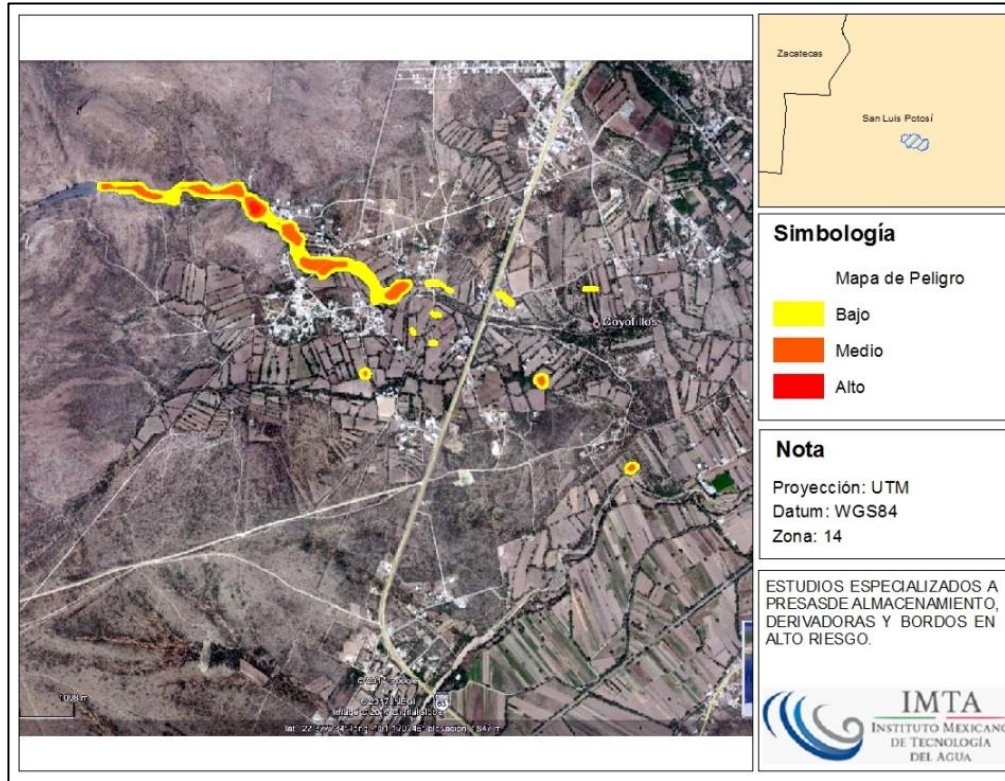 Zacatecas
San Luis Potosí
Simbología
Mapa de Peligro
Bajo
Medio
Alto
Nota
Proyección: UTM
Datum: WGS84
Zona: 14
ESTUDIOS ESPECIALIZADOS A
PRESASDE ALMACENAMIENTO,
DERIVADORAS Y BORDOS EN
ALTO RIESGO.
IMTA
INSTITUTO MEXICANO
DE TECNOLOGÍA
DEL AGUA
63